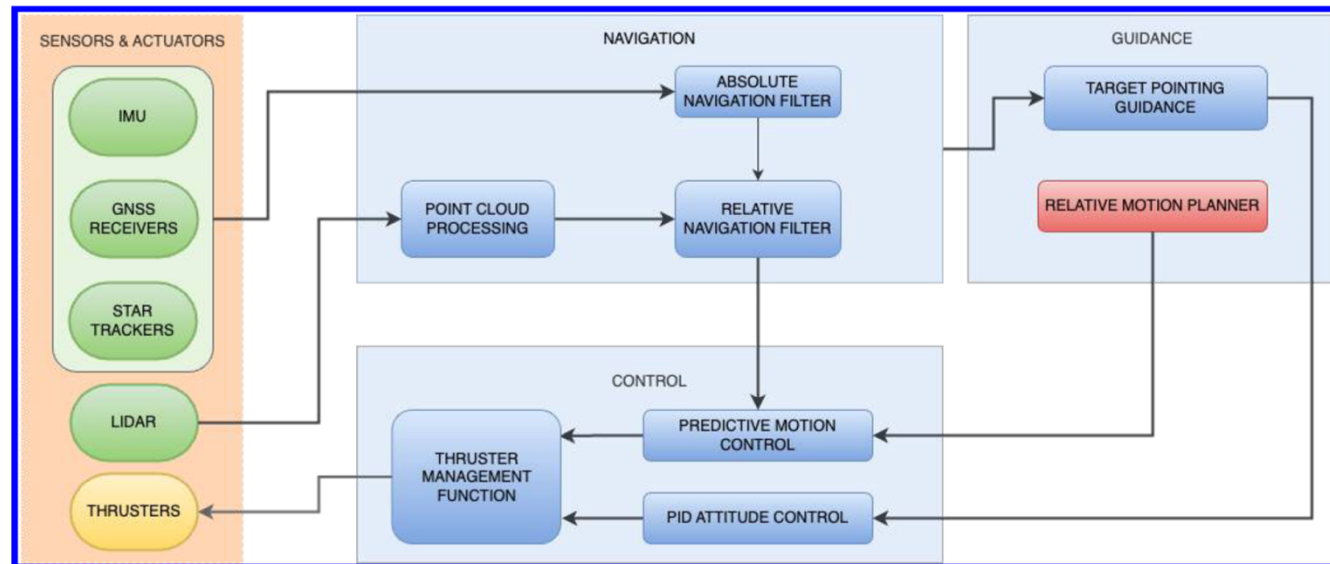 SENSORS & ACTUATORS
IMU
GNSS
RECEIVERS
STAR
TRACKERS
LIDAR
THRUSTERS
NAVIGATION
ABSOLUTE
NAVIGATION FILTER
POINT CLOUD
PROCESSING
RELATIVE
NAVIGATION FILTER
GUIDANCE
TARGET POINTING
GUIDANCE
RELATIVE MOTION PLANNER
CONTROL
THRUSTER
MANAGEMENT
FUNCTION
PREDICTIVE MOTION
CONTROL
PID ATTITUDE CONTROL